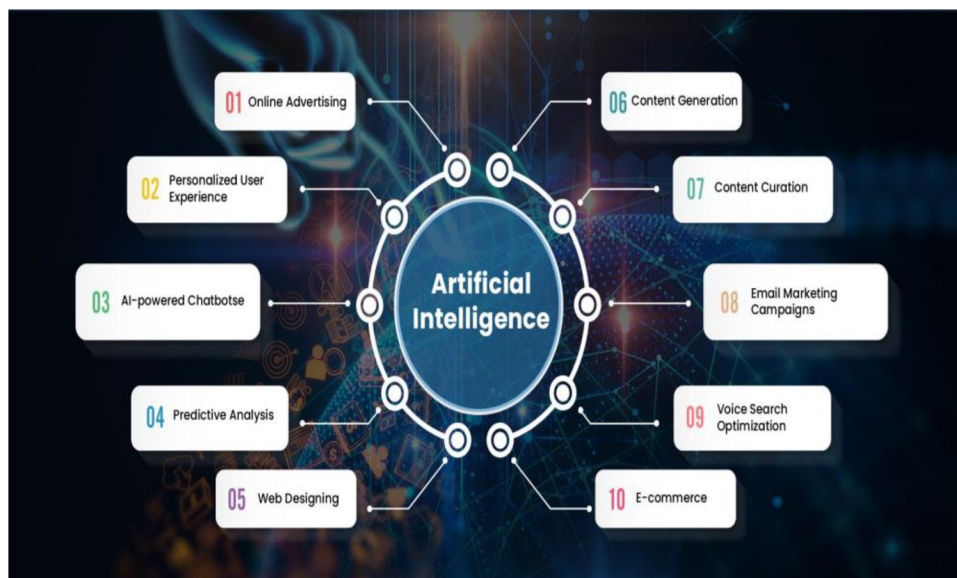 01 Online Advertising
02 Personalized User
Experience
03 AI-powered Chatbotse
04 Predictive Analysis
05 Web Designing
Artificial
Intelligence
06 Content Generation
07 Content Curation
08 Email Marketing
Campaigns
09 Voice Search
Optimization
10 E-commerce